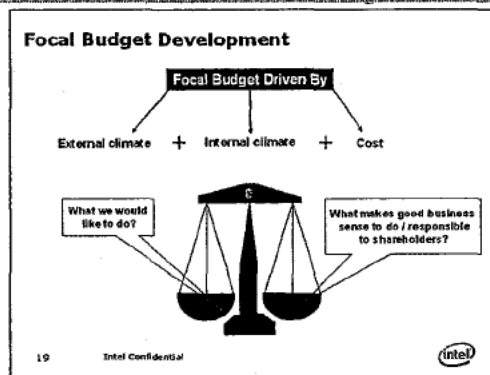 Focal Budget Development
Focal Budget Driven By
External climate + Internal climate + Cost
What we would
like to do?
What makes good business
sense to do / responsible
to shareholders?
19 Intel Confidential
intel